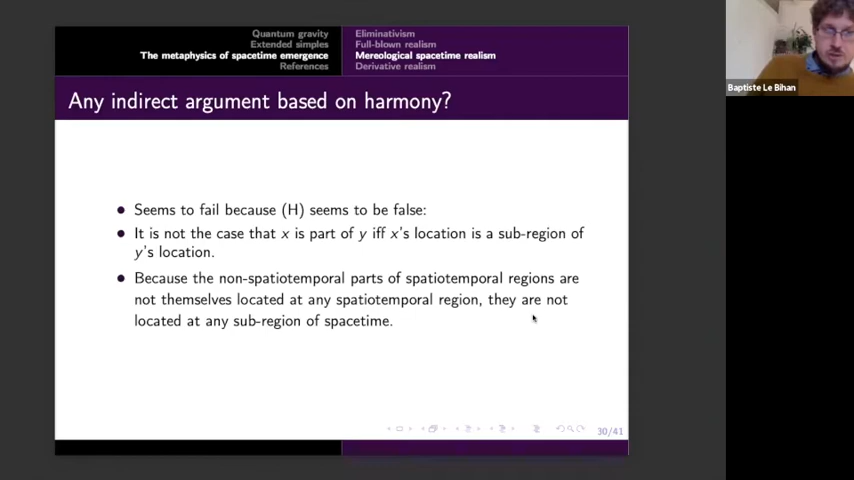 Quantum gravity
Extended simples
The metaphysics of spacetime emergence
References
Eliminativism
Full-blown realism
Mereological spacetime realism
Derivative realism
Any indirect argument based on harmony?
• Seems to fail because (H) seems to be false:
• It is not the case that x is part of y iff x's location is a sub-region of
y's location.
• Because the non-spatiotemporal parts of spatiotemporal regions are
not themselves located at any spatiotemporal region, they are not
located at any sub-region of spacetime.
30/41
Baptiste Le Bihan